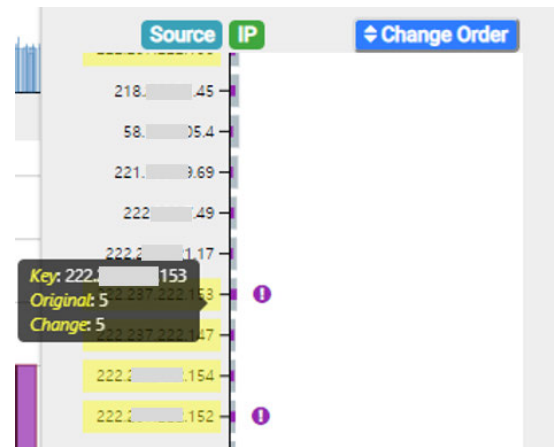 Source IP
Change Order
218. .45
58. 05.4
221. 9.69
222 .49
222.2 1.17
Key: 222. 153
Original: 5
Change: 5
222.237.222.153
222.237.222.147
222.2 .154
222.2 .152